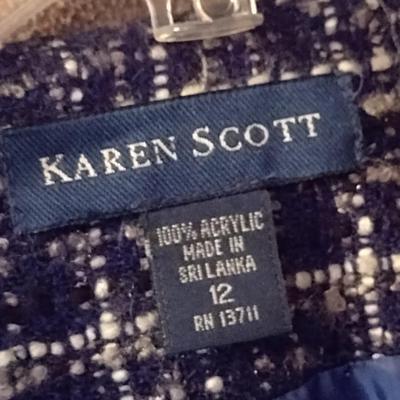 KAREN SCOTT
100% ACRYLIC
MADE IN
SRI LANKA
12
RN 13711